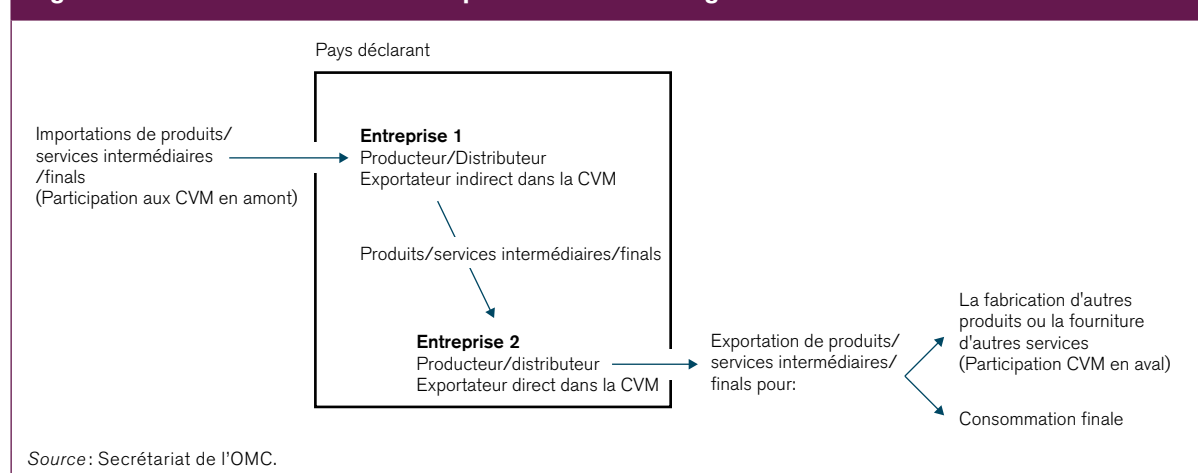 Pays déclarant
Importations de produits/
services intermédiaires
/finals
(Participation aux CVM en amont)
Entreprise 1
Producteur/Distributeur
Exportateur indirect dans la CVM
Produits/services intermédiaires/finals
Entreprise 2
Producteur/distributeur
Exportateur direct dans la CVM
Exportation de produits/
services intermédiaires/
finals pour:
La fabrication d'autres
produits ou la fourniture
d'autres services
(Participation CVM en aval)
Consommation finale
Source: Secrétariat de l'OMC.